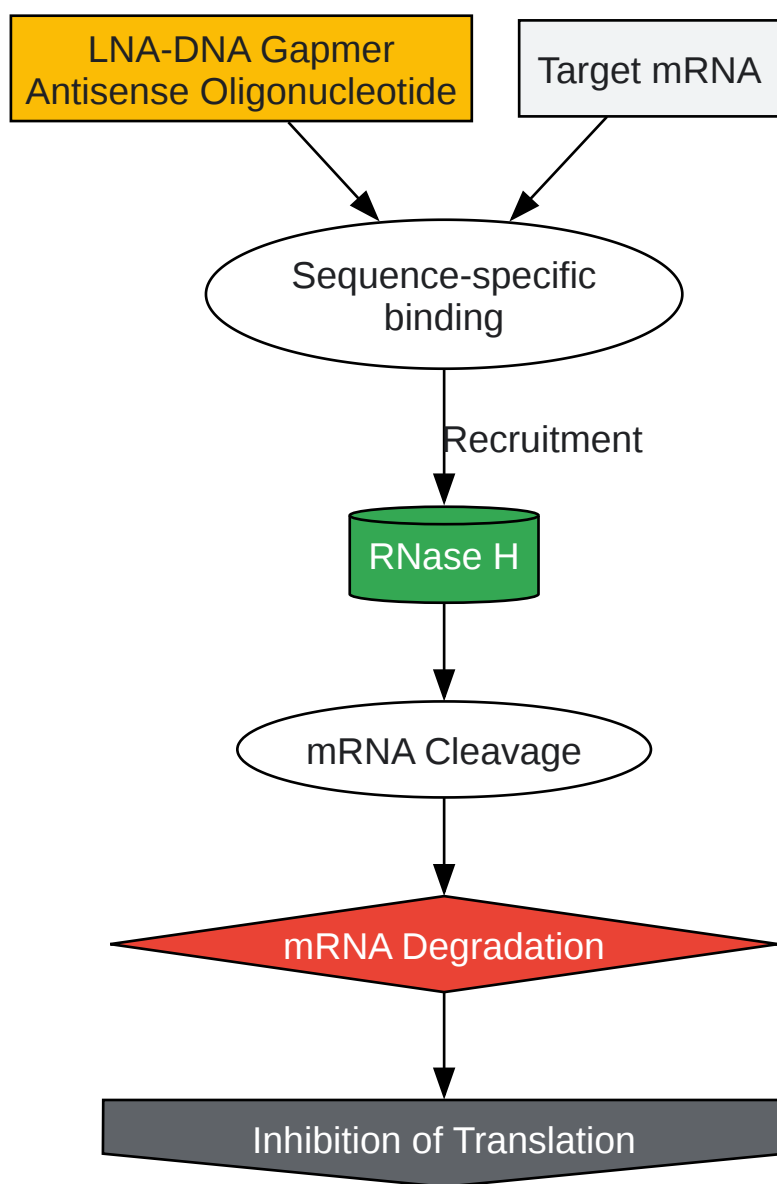 LNA-DNA Gapmer
Antisense Oligonucleotide
Target mRNA
Sequence-specific
binding
Recruitment
RNase H
mRNA Cleavage
mRNA Degradation
Inhibition of Translation